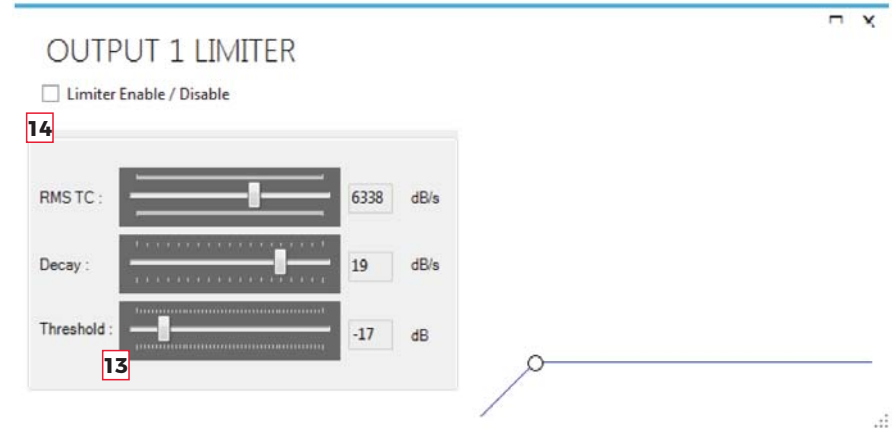 OUTPUT 1 LIMITER
Limiter Enable / Disable
14
RMS TC : 6338 dB/s
Decay : 19 dB/s
Threshold : -17 dB
13